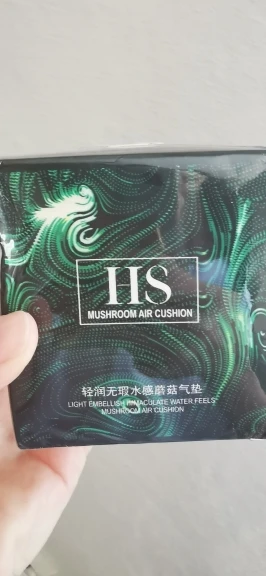 HS
MUSHROOM AIR CUSHION
轻润无瑕水感蘑菇气垫
LIGHT EMBELLISH IMMACULATE WATER FEELS
MUSHROOM AIR CUSHION